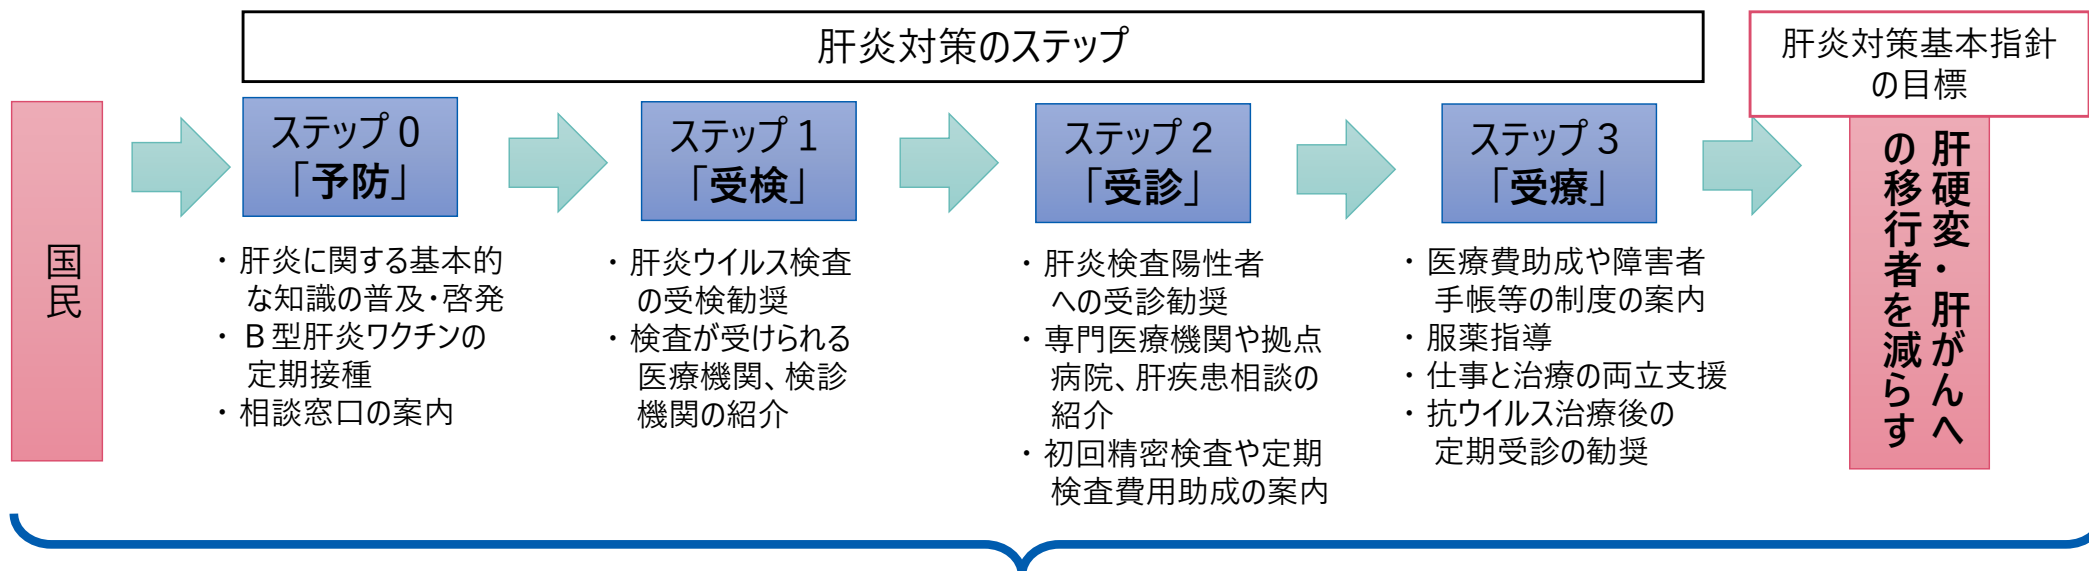 肝炎対策のステップ
肝炎対策基本指針
の目標
国民
ステップ０
「予防」
・肝炎に関する基本的
な知識の普及・啓発
・Ｂ型肝炎ワクチンの
定期接種
・相談窓口の案内
ステップ１
「受検」
・肝炎ウイルス検査
の受検勧奨
・検査が受けられる
医療機関、検診
機関の紹介
ステップ２
「受診」
・肝炎検査陽性者
への受診勧奨
・専門医療機関や拠点
病院、肝疾患相談の
紹介
・初回精密検査や定期
検査費用助成の案内
ステップ３
「受療」
・医療費助成や障害者
手帳等の制度の案内
・服薬指導
・仕事と治療の両立支援
・抗ウイルス治療後の
定期受診の勧奨
肝硬変・肝がんへ
の移行者を減らす